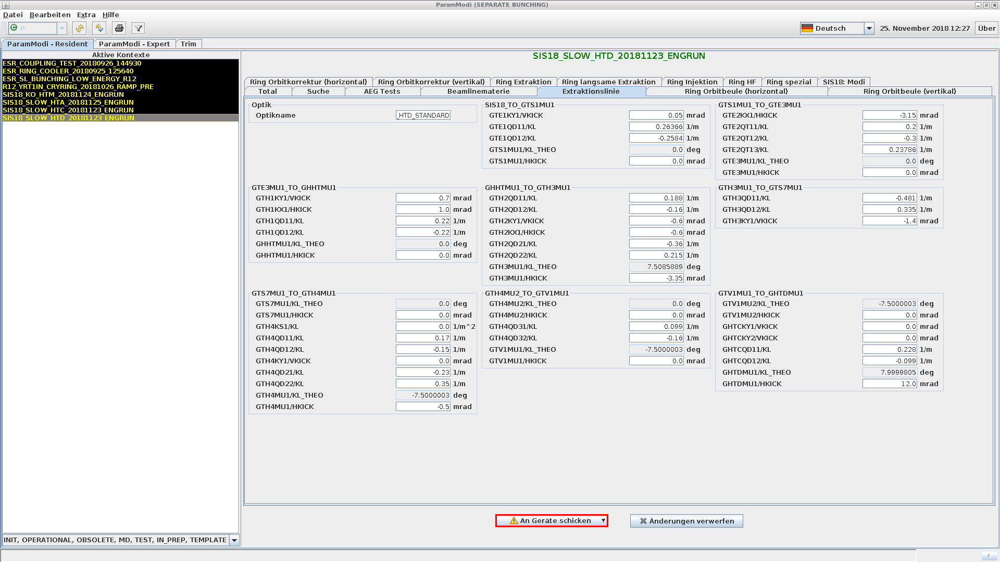 ParamModi (SEPARATE BUNCHING)
Datei Bearbeiten Extra Hilfe
P
Deutsch 25. November 2018 12:27 Über
ParamModi - Resident ParamModi - Expert Trim
Aktive Kontexte
ESR_COUPLING_TEST_20180926_144930
ESR_RING_COOLER_20180925_125640
ESR_SL_BUNCHING_LOW_ENERGY_R12
R12_YRT1IN_CRYRING_20181026_RAMP_PRE
SIS18_KO_HTM_20181124_ENGRUN
SIS18_SLOW_HTA_20181125_ENGRUN
SIS18_SLOW_HTC_20181123_ENGRUN
SIS18_SLOW_HTD_20181123_ENGRUN
INIT, OPERATIONAL, OBSOLETE, MD, TEST, IN_PREP, TEMPLATE
SIS18_SLOW_HTD_20181123_ENGRUN
Ring Orbitkorrektur (horizontal) Ring Orbitkorrektur (vertikal) Ring Extraktion Ring langsame Extraktion Ring Injektion Ring HF Ring spezial SIS18: Modi
Total Suche AEG Tests Beamlinematerie Extraktionslinie Ring Orbitbeule (horizontal) Ring Orbitbeule (vertikal)
Optik
Optikname _HTD_STANDARD
SIS18_TO_GTS1MU1
GTE1KY1/VKICK 0.05 mrad
GTE1QD11/KL 0.26366 1/m
GTE1QD12/KL -0.2584 1/m
GTS1MU1/KL_THEO 0.0 deg
GTS1MU1/HKICK 0.0 mrad
GTS1MU1_TO_GTE3MU1
GTE2KX1/HKICK -3.15 mrad
GTE2QT11/KL 0.2 1/m
GTE2QT12/KL -0.3 1/m
GTE2QT13/KL 0.23786 1/m
GTE3MU1/KL_THEO 0.0 deg
GTE3MU1/HKICK 0.0 mrad
GTE3MU1_TO_GHHTMU1
GTH1KY1/VKICK 0.7 mrad
GTH1KX1/HKICK 1.0 mrad
GTH1QD11/KL 0.22 1/m
GTH1QD12/KL -0.22 1/m
GHHTMU1/KL_THEO 0.0 deg
GHHTMU1/HKICK 0.0 mrad
GHHTMU1_TO_GTH3MU1
GTH2QD11/KL 0.188 1/m
GTH2QD12/KL -0.16 1/m
GTH2KY1/VKICK -0.6 mrad
GTH2KX1/HKICK -0.6 mrad
GTH2QD21/KL -0.36 1/m
GTH2QD22/KL 0.215 1/m
GTH3MU1/KL_THEO 7.5085889 deg
GTH3MU1/HKICK -3.35 mrad
GTH3MU1_TO_GTS7MU1
GTH3QD11/KL -0.481 1/m
GTH3QD12/KL 0.335 1/m
GTH3KY1/VKICK -1.4 mrad
GTS7MU1_TO_GTH4MU1
GTS7MU1/KL_THEO 0.0 deg
GTS7MU1/HKICK 0.0 mrad
GTH4KS1/KL 0.0 1/m^2
GTH4QD11/KL 0.17 1/m
GTH4QD12/KL -0.15 1/m
GTH4KY1/VKICK 0.0 mrad
GTH4QD21/KL -0.23 1/m
GTH4QD22/KL 0.35 1/m
GTH4MU1/KL_THEO -7.5000003 deg
GTH4MU1/HKICK -0.5 mrad
GTH4MU2_TO_GTV1MU1
GTH4MU2/KL_THEO 0.0 deg
GTH4MU2/HKICK 0.0 mrad
GTH4QD31/KL 0.099 1/m
GTH4QD32/KL -0.16 1/m
GTV1MU1/KL_THEO -7.5000003 deg
GTV1MU1/HKICK 0.0 mrad
GTV1MU1_TO_GHTDMU1
GTV1MU2/KL_THEO -7.5000003 deg
GTV1MU2/HKICK 0.0 mrad
GHTCKY1/VKICK 0.0 mrad
GHTCKY2/VKICK 0.0 mrad
GHTCQD11/KL 0.228 1/m
GHTCQD12/KL -0.099 1/m
GHTDMU1/KL_THEO 7.9999805 deg
GHTDMU1/HKICK 12.0 mrad
An Geräte schicken Änderungen verwerfen